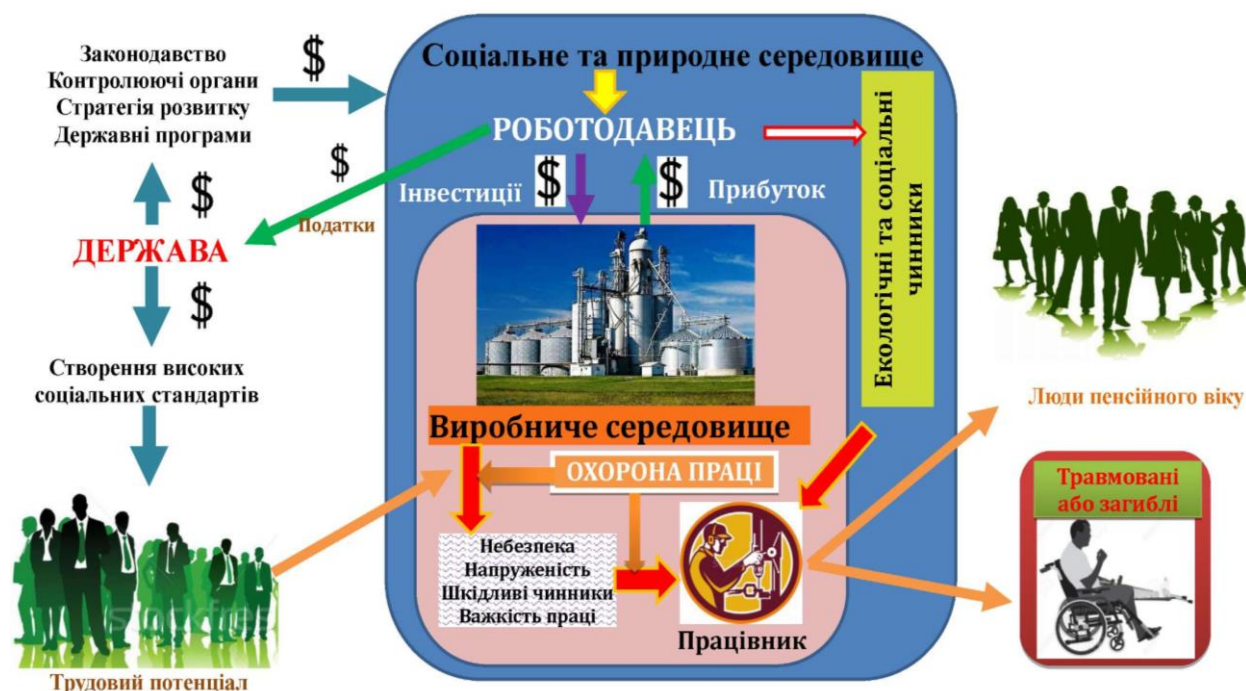 Законодавство
Контролюючі органи
Стратегія розвитку
Державні програми
$
$
ДЕРЖАВА
$
Створення високих
соціальних стандартів
Трудовий потенціал
$
Податки
Соціальне та природне середовище
РОБОТОДАВЕЦЬ
Інвестиції
$
$
Прибуток
Екологічні та соціальні
чинники
Виробниче середовище
ОХОРОНА ПРАЦІ
Небезпека
Напруженість
Шкідливі чинники
Важкість праці
Працівник
Люди пенсійного віку
Травмовані
або загиблі